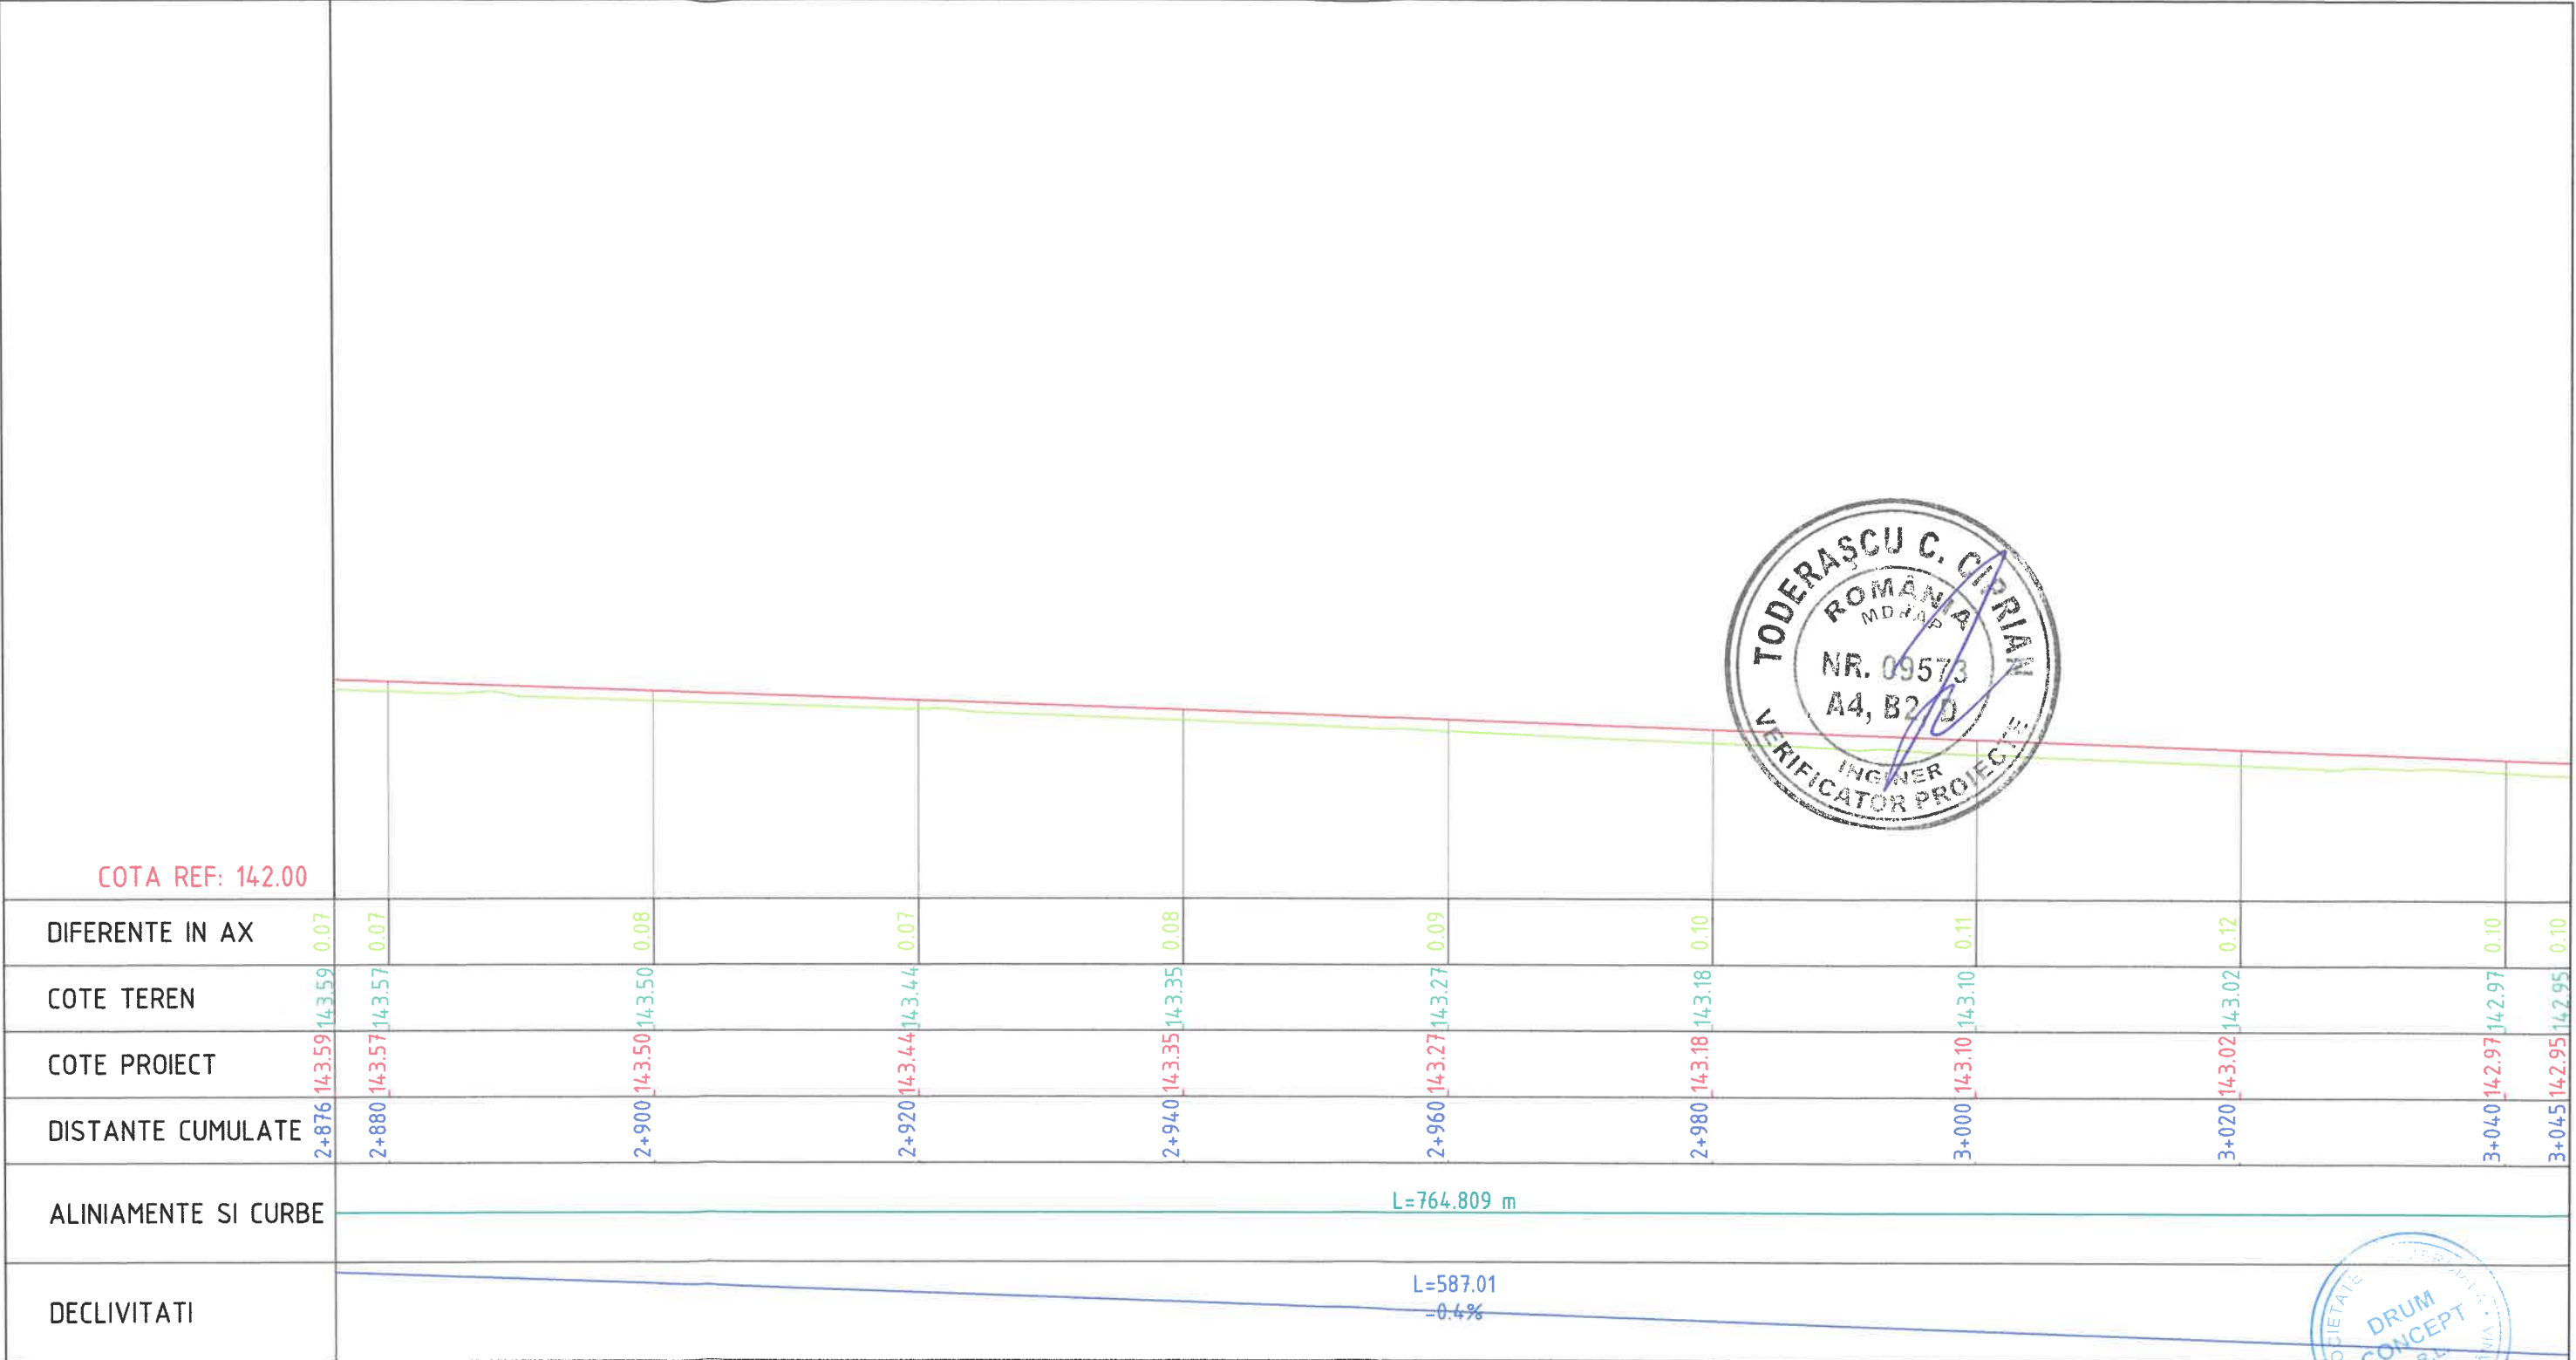 TODERAȘCU C. CIPRIAN
ROMÂNIA
MDRAP
NR. 09573
A4, B2, D
INGINER
VERIFICATOR PROIECTE
COTA REF: 142.00
DIFERENTE IN AX 0.07 0.07 0.08 0.07 0.08 0.09 0.10 0.11 0.12 0.10 0.10
COTE TEREN 143.59 143.57 143.50 143.44 143.35 143.27 143.18 143.10 143.02 142.97 142.95
COTE PROIECT 143.59 143.57 143.50 143.44 143.35 143.27 143.18 143.10 143.02 142.97 142.95
DISTANTE CUMULATE 2+876 2+880 2+900 2+920 2+940 2+960 2+980 3+000 3+020 3+040 3+045
ALINIAMENTE SI CURBE L=764.809 m
DECLIVITATI L=587.01
-0.4%
DRUM
CONCEPT